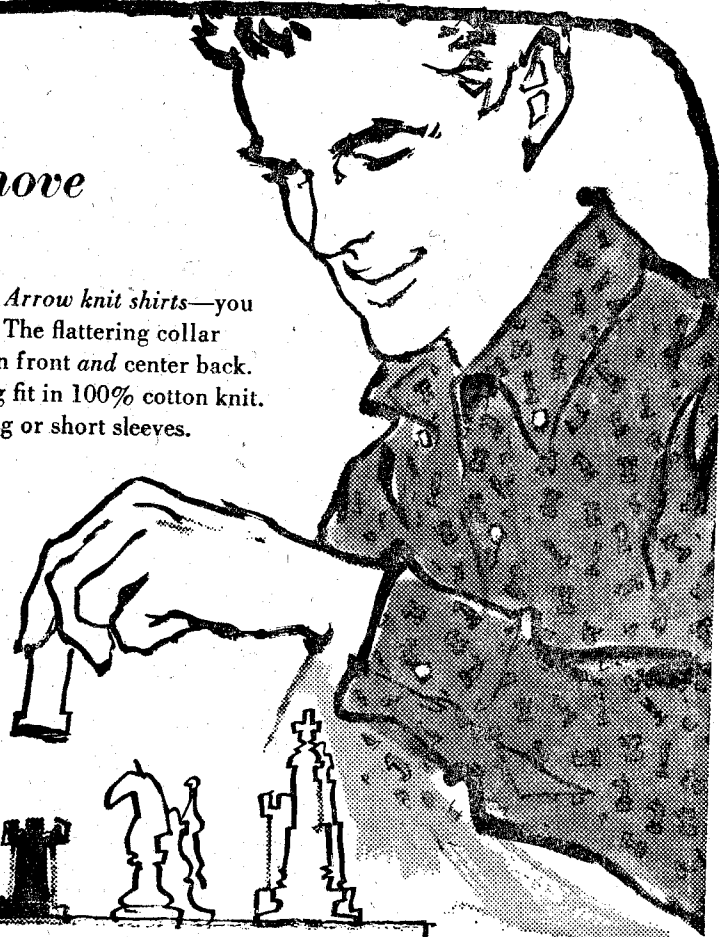 Arrow knit shirts—you
The flattering collar
front and center back.
fit in 100% cotton knit.
or short sleeves.